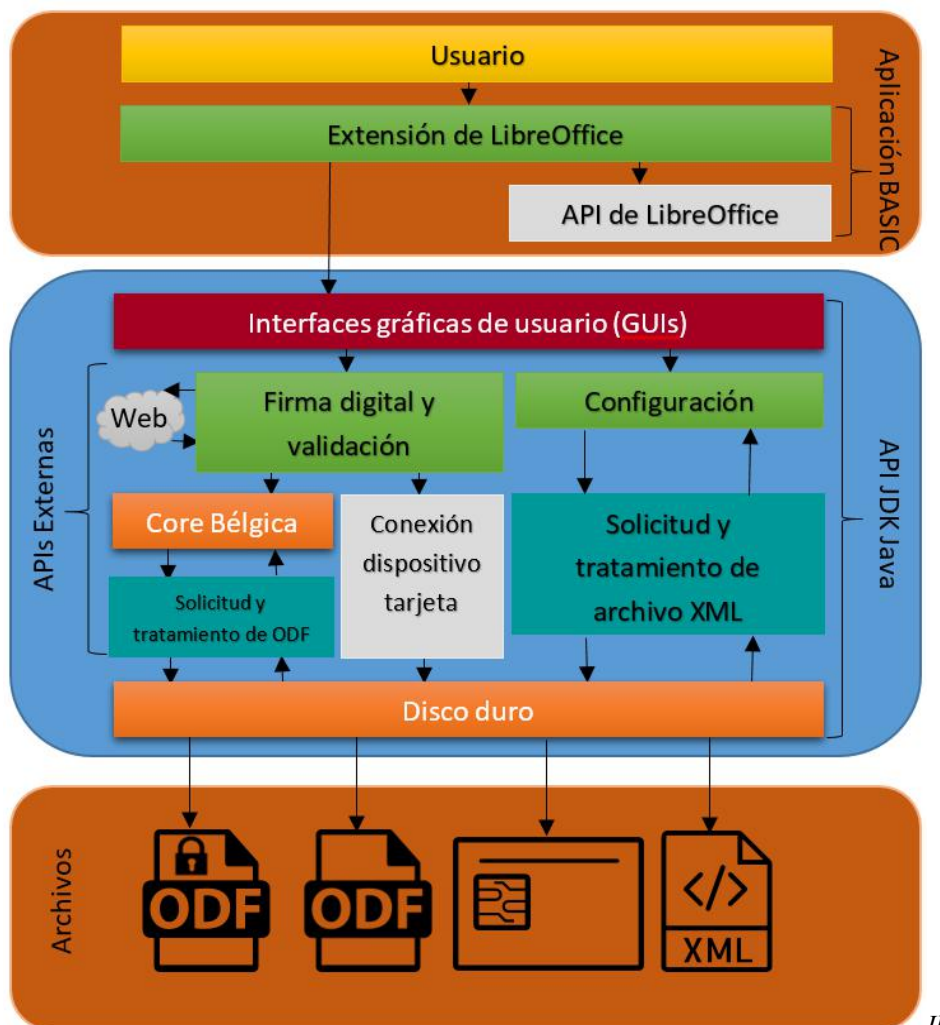 Usuario
Extensión de LibreOffice
API de LibreOffice
Aplicación BASIC
Interfaces gráficas de usuario (GUIs)
Web
Firma digital y
validación
Configuración
APIs Externas
Core Bélgica
Conexión
dispositivo
tarjeta
Solicitud y
tratamiento de
archivo XML
Solicitud y
tratamiento de ODF
API JDK Java
Disco duro
Archivos
ODF
ODF
</>
XML